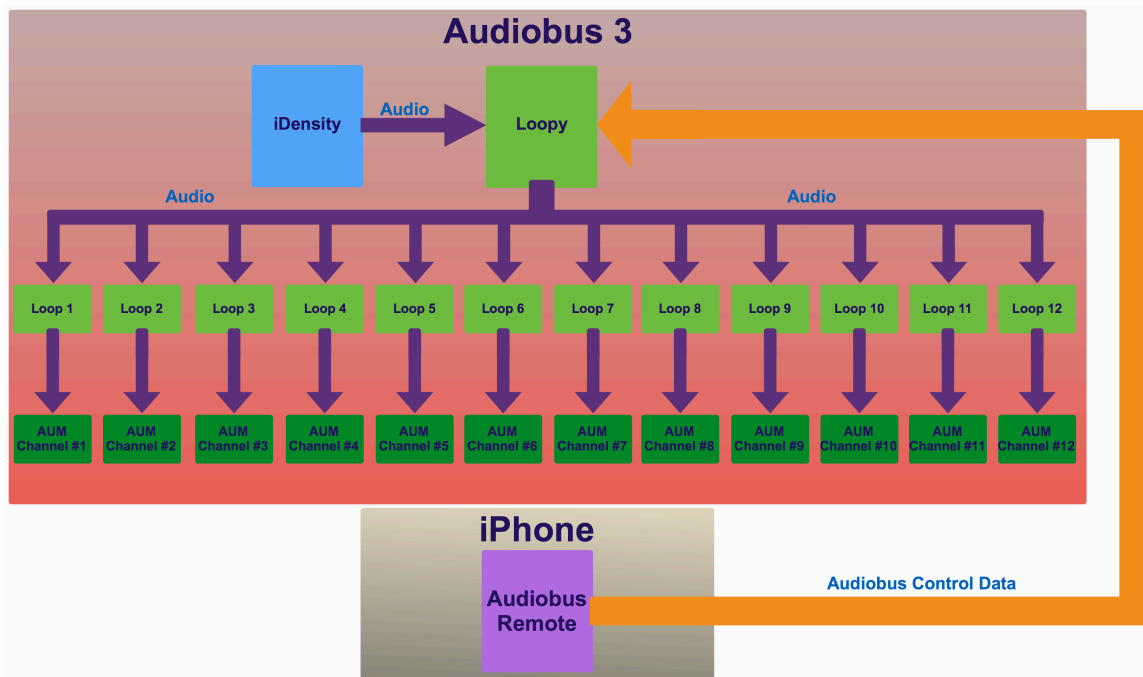 Audiobus 3
iDensity
Audio
Loopy
Audio
Audio
Loop 1
Loop 2
Loop 3
Loop 4
Loop 5
Loop 6
Loop 7
Loop 8
Loop 9
Loop 10
Loop 11
Loop 12
AUM
Channel #1
AUM
Channel #2
AUM
Channel #3
AUM
Channel #4
AUM
Channel #5
AUM
Channel #6
AUM
Channel #7
AUM
Channel #8
AUM
Channel #9
AUM
Channel #10
AUM
Channel #11
AUM
Channel #12
iPhone
Audiobus
Remote
Audiobus Control Data